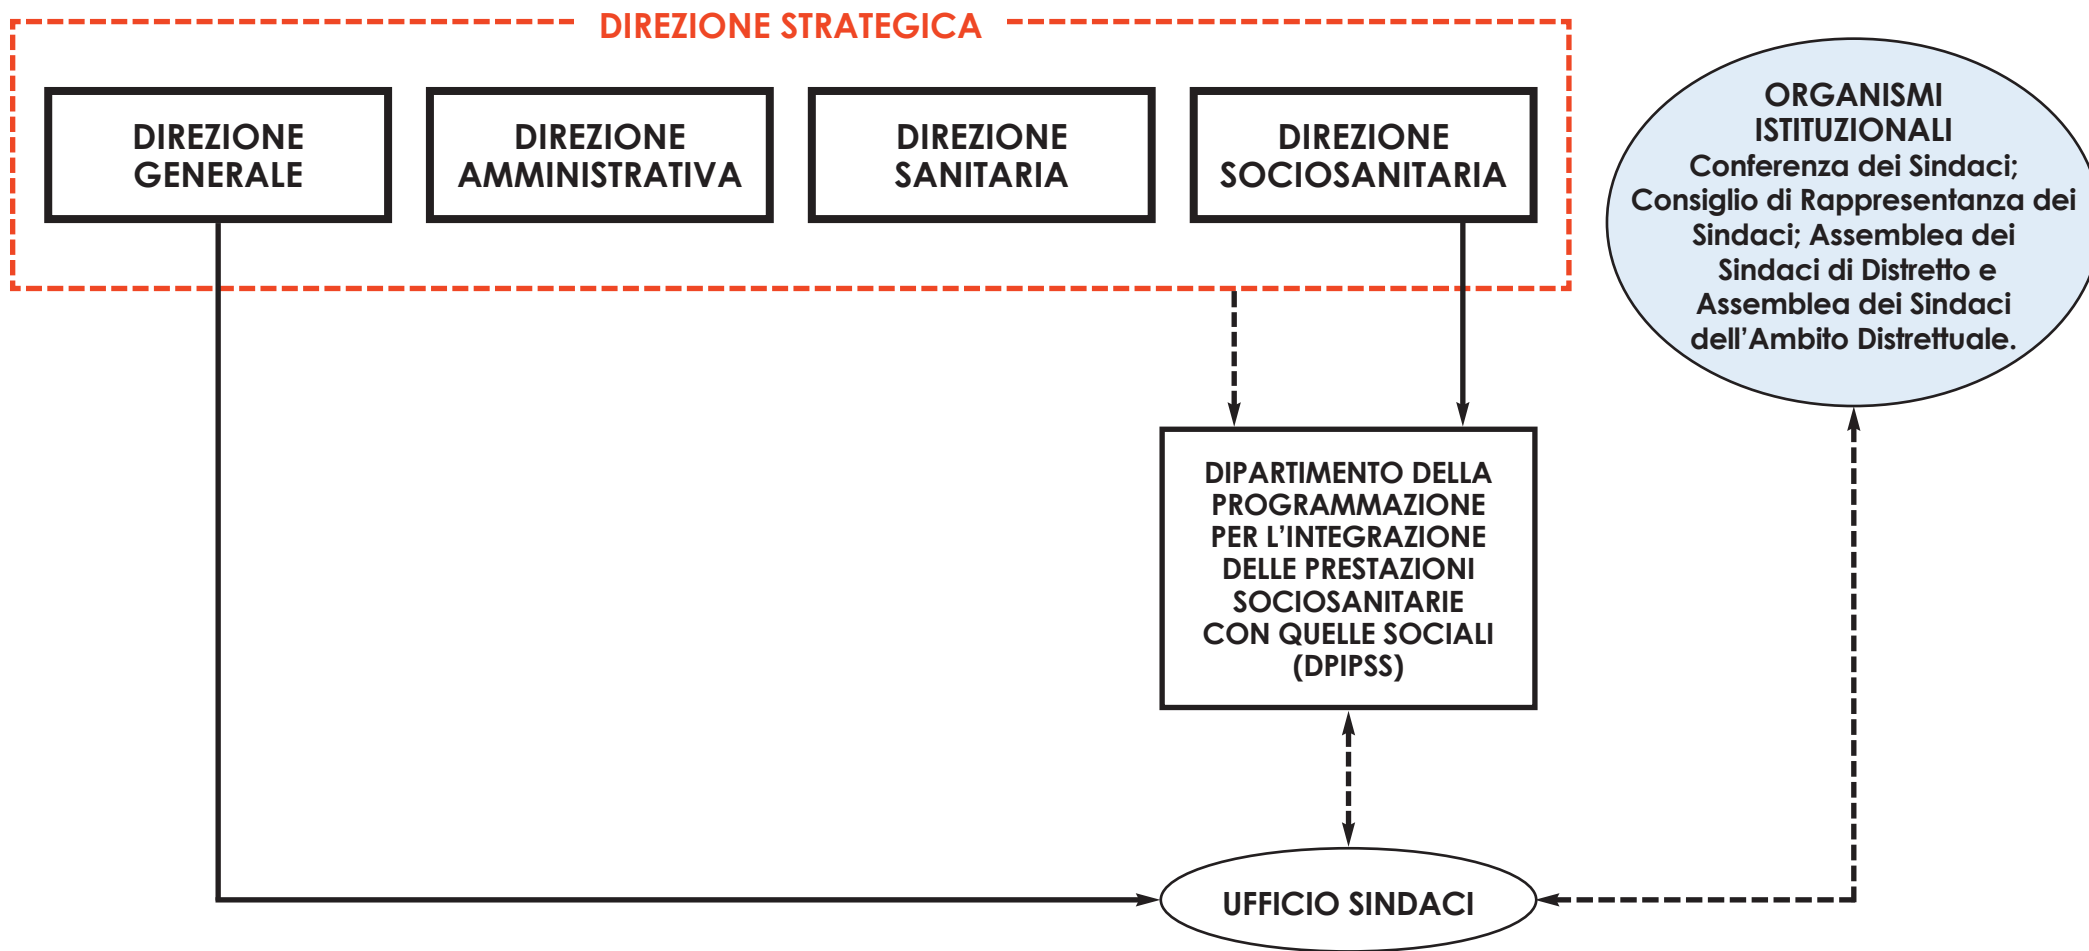 DIREZIONE STRATEGICA
DIREZIONE
GENERALE
DIREZIONE
AMMINISTRATIVA
DIREZIONE
SANITARIA
DIREZIONE
SOCIOSANITARIA
ORGANISMI
ISTITUZIONALI
Conferenza dei Sindaci;
Consiglio di Rappresentanza dei
Sindaci; Assemblea dei
Sindaci di Distretto e
Assemblea dei Sindaci
dell’Ambito Distrettuale.
DIPARTIMENTO DELLA
PROGRAMMAZIONE
PER L’INTEGRAZIONE
DELLE PRESTAZIONI
SOCIOSANITARIE
CON QUELLE SOCIALI
(DPIPSS)
UFFICIO SINDACI